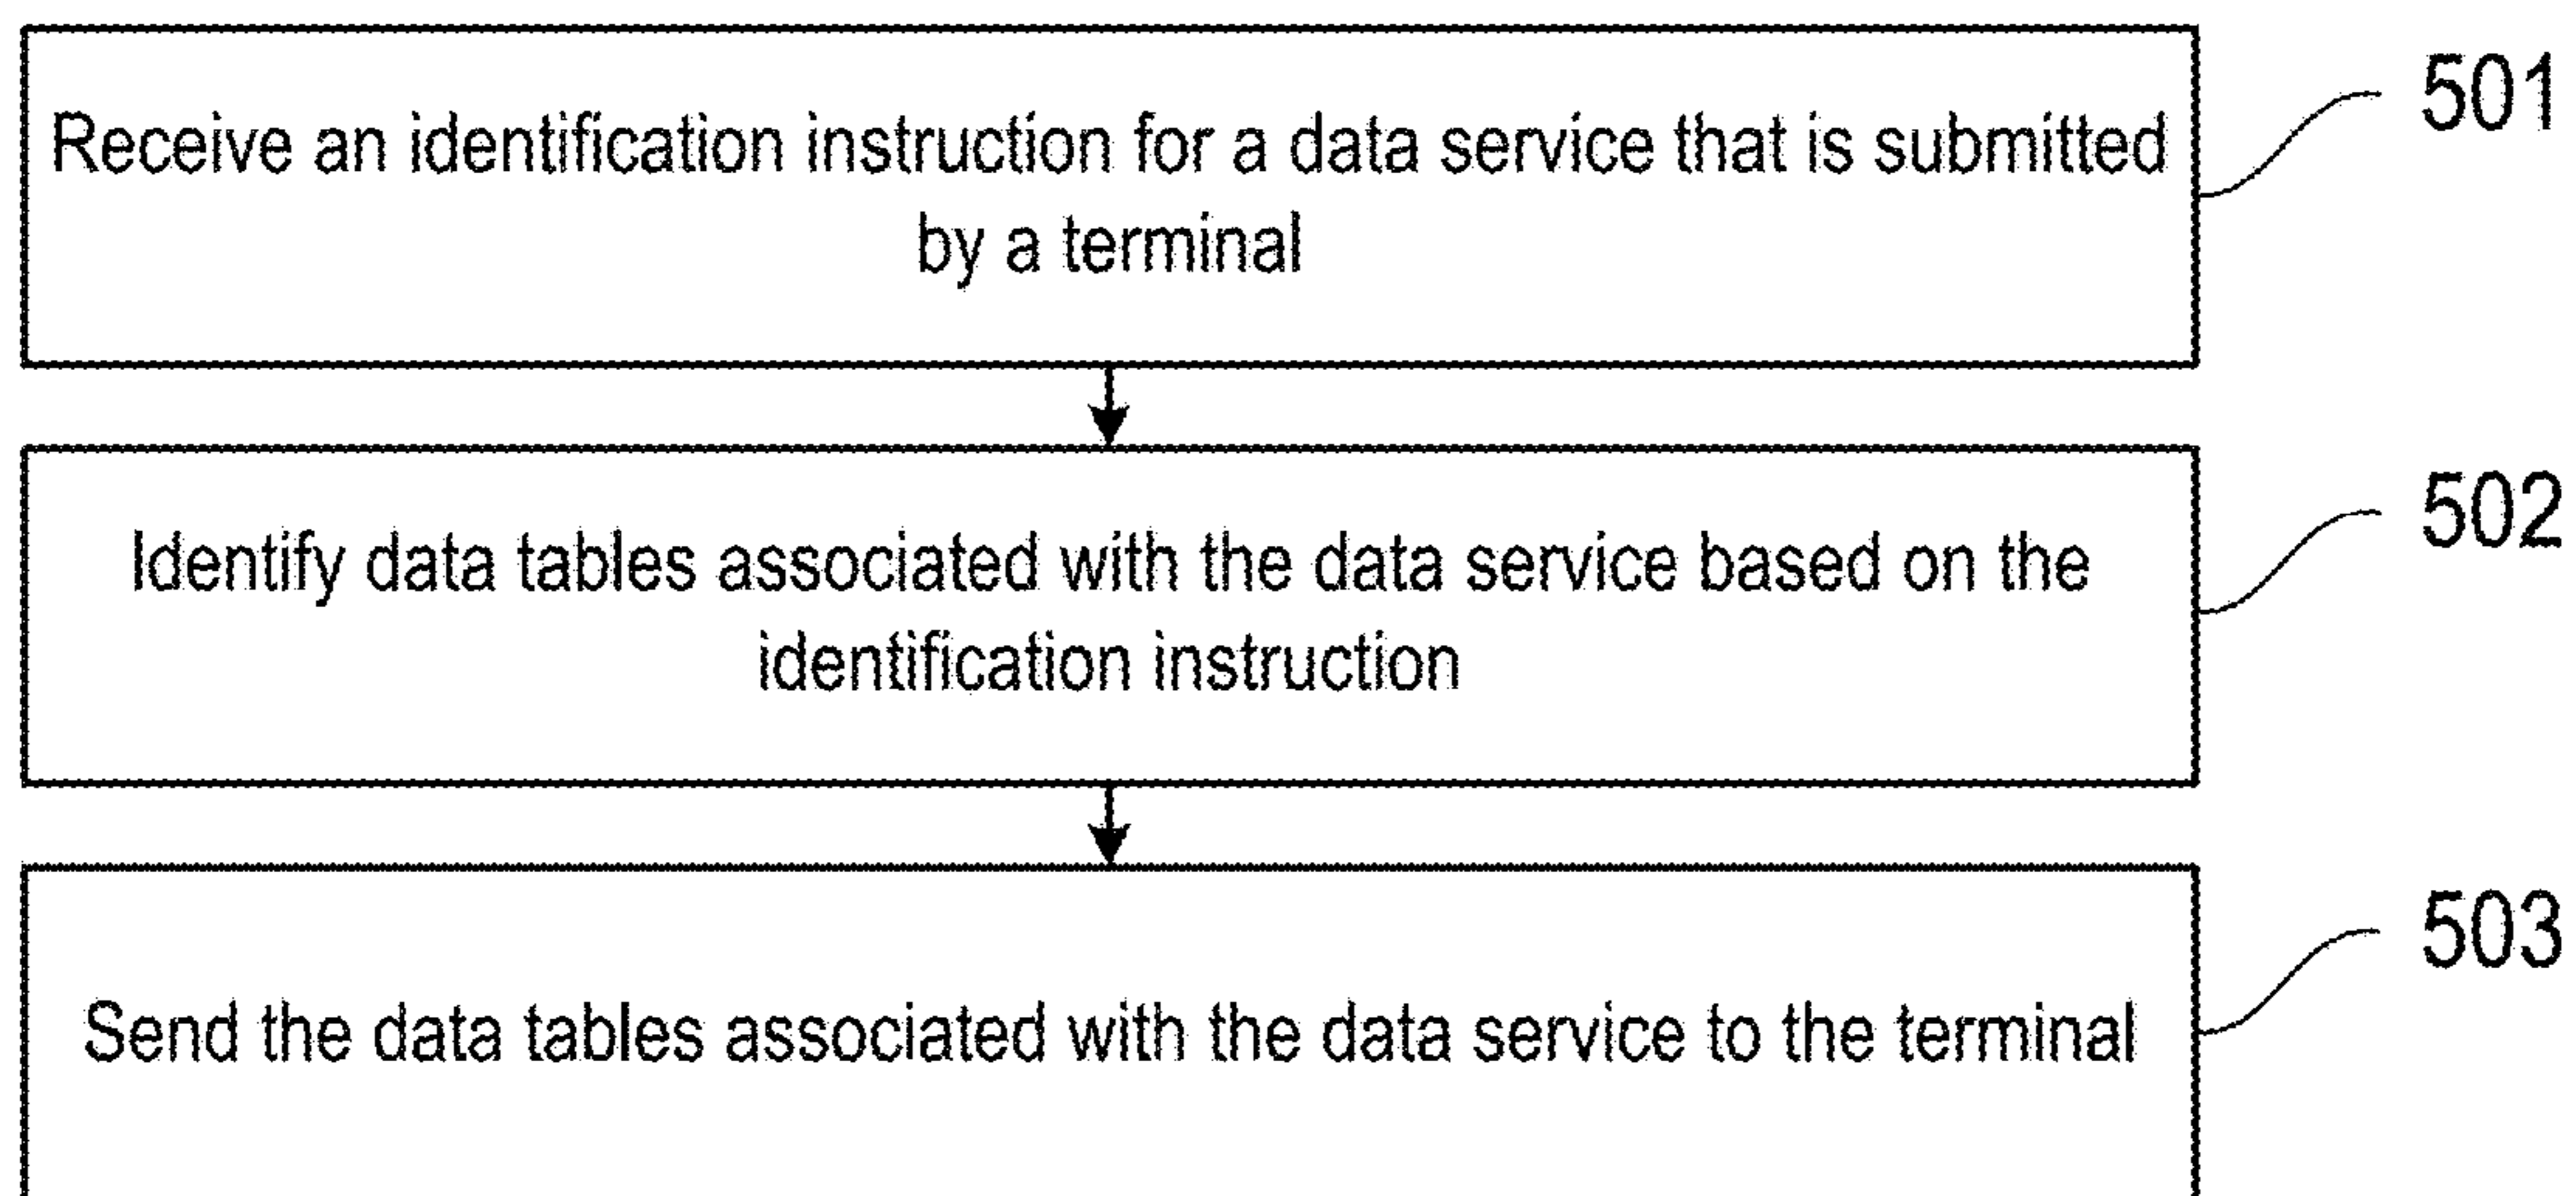 Receive an identification instruction for a data service that is submitted
by a terminal
501
Identify data tables associated with the data service based on the
identification instruction
502
Send the data tables associated with the data service to the terminal
503